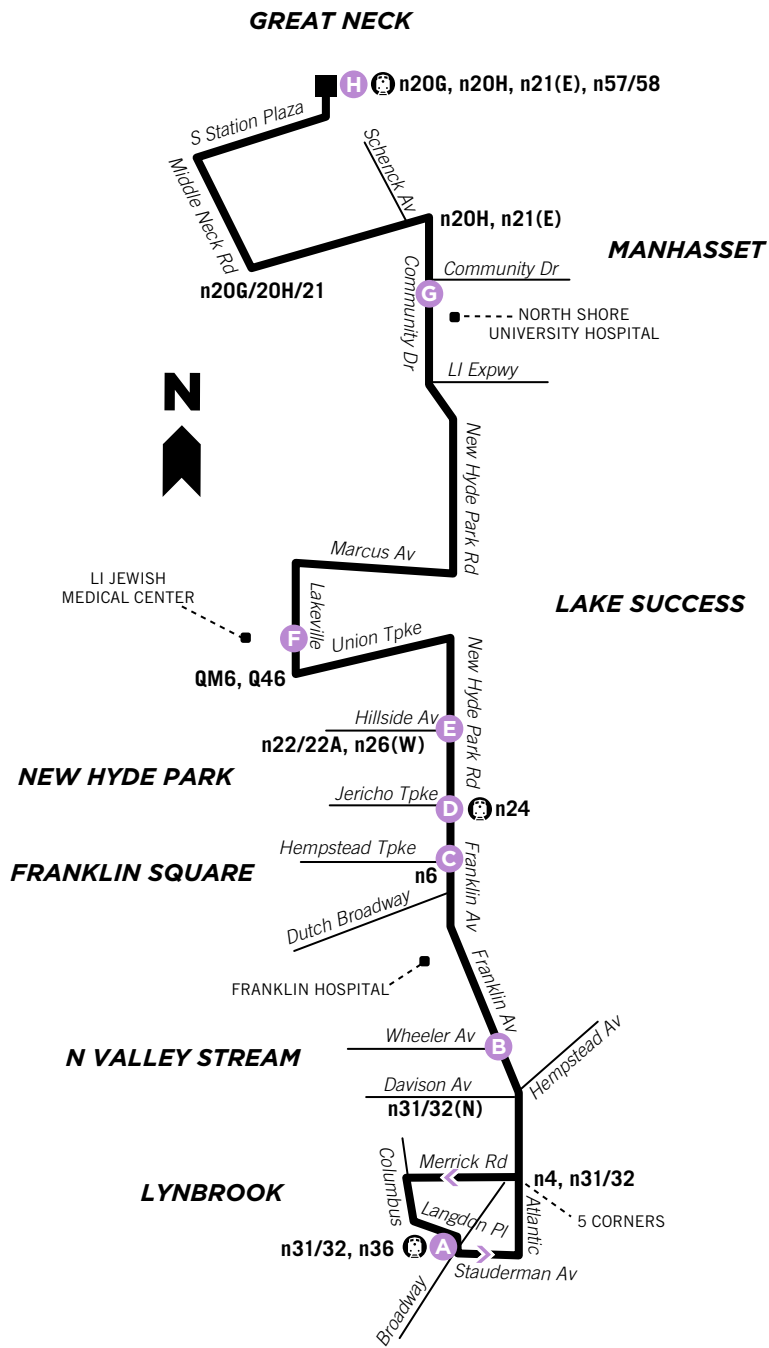 GREAT NECK
H n20G, n20H, n21(E), n57/58
S Station Plaza
Schenck Av
Middle Neck Rd
n20H, n21(E)
MANHASSET
Community Dr
n20G/20H/21
Community Dr
G
NORTH SHORE
UNIVERSITY HOSPITAL
LI Expwy
N
New Hyde Park Rd
Marcus Av
LI JEWISH
MEDICAL CENTER
Lakeville
LAKE SUCCESS
F
Union Tpke
QM6, Q46
New Hyde Park Rd
Hillside Av
E
n22/22A, n26(W)
NEW HYDE PARK
Jericho Tpke
D n24
Hempstead Tpke
C
n6
FRANKLIN SQUARE
Franklin Av
Dutch Broadway
Franklin Av
FRANKLIN HOSPITAL
Wheeler Av
B
Hempstead Av
N VALLEY STREAM
Davison Av
n31/32(N)
Merrick Rd
n4, n31/32
Columbus
LYNBROOK
Langdon Pl
Atlantic
5 CORNERS
n31/32, n36
A
Stauderman Av
Broadway